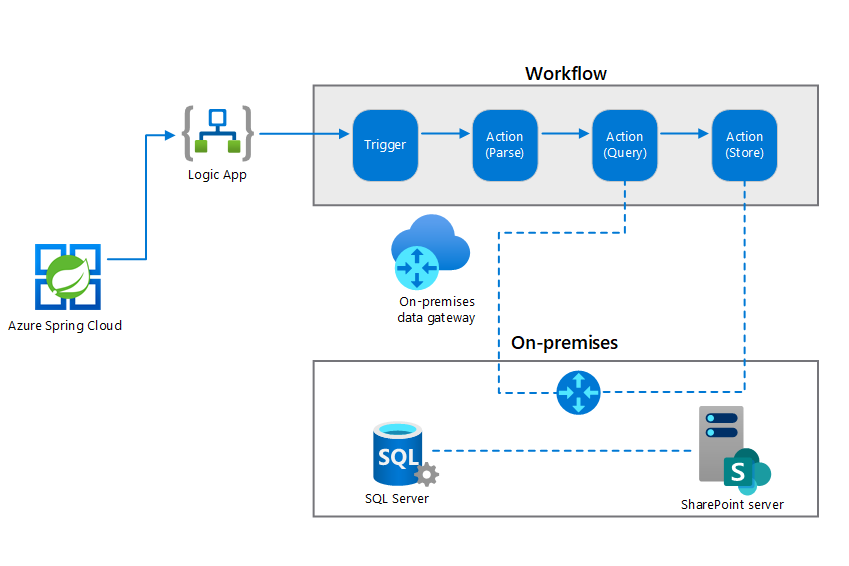 Workflow
Trigger
Action
(Parse)
Action
(Query)
Action
(Store)
Logic App
On-premises
data gateway
Azure Spring Cloud
On-premises
SQL
SQL Server
S
SharePoint server